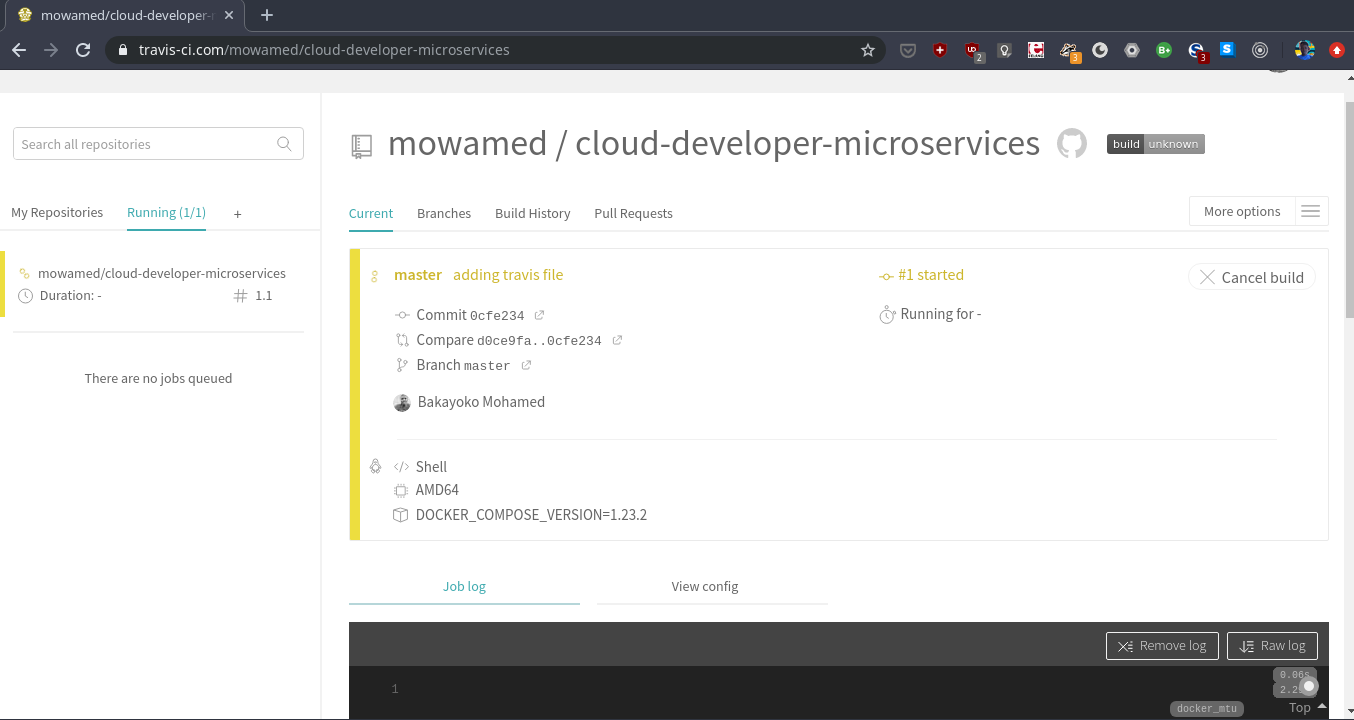 mowamed/cloud-developer-
travis-ci.com/mowamed/cloud-developer-microservices
2
3
B+
3
S
Search all repositories
mowamed / cloud-developer-microservices
build unknown
My Repositories Running (1/1) +
Current Branches Build History Pull Requests
More options
mowamed/cloud-developer-microservices
Duration: - # 1.1
There are no jobs queued
master adding travis file
#1 started
Cancel build
Commit 0cfe234
Running for -
Compare d0ce9fa..0cfe234
Branch master
Bakayoko Mohamed
</> Shell
AMD64
DOCKER_COMPOSE_VERSION=1.23.2
Job log View config
Remove log Raw log
0.06s
1
docker_mtu
Top